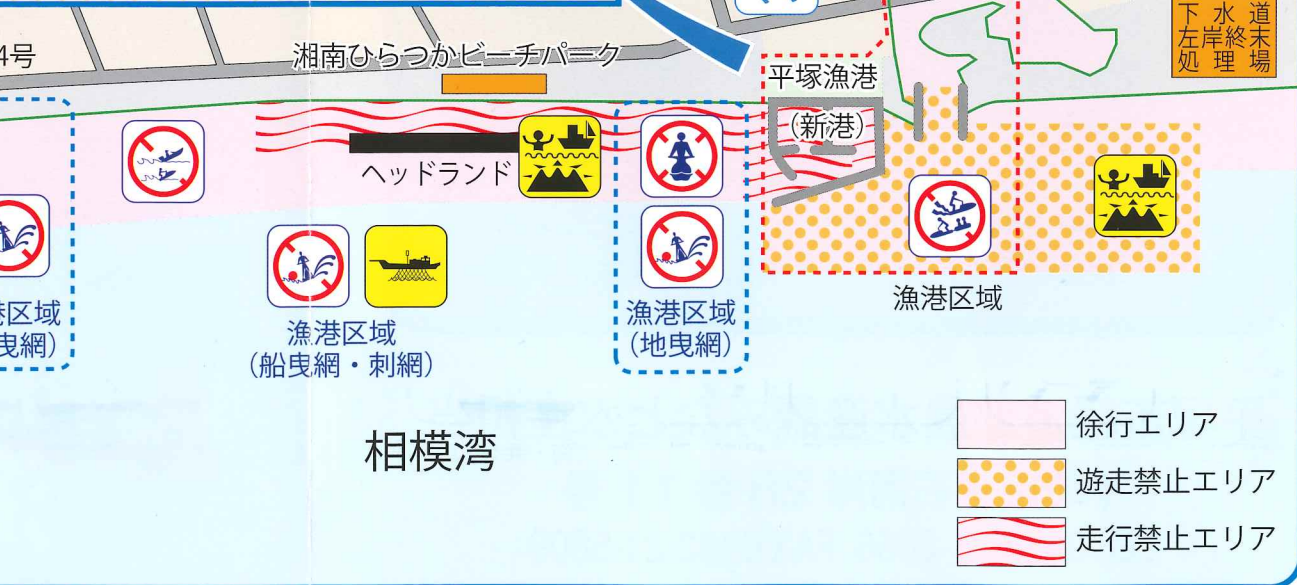 4号
湘南ひらつかビーチパーク
下水道
左岸終末
処理場
平塚漁港
(新港)
ヘッドランド
港区域
曳網)
漁港区域
(船曳網・刺網)
漁港区域
(地曳網)
漁港区域
相模湾
徐行エリア
遊走禁止エリア
走行禁止エリア